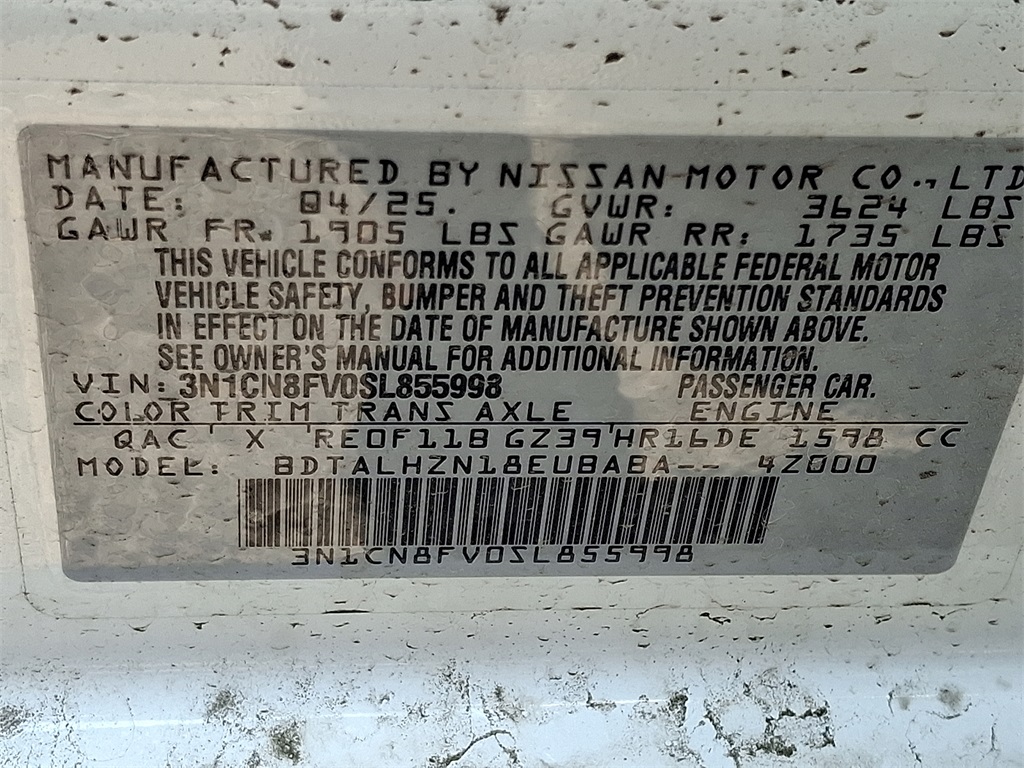 MANUFACTURED BY NISSAN MOTOR CO., LTD
DATE: 04/25. GVWR: 3624 LBS
GAWR FR. 1905 LBS GAWR RR: 1735 LBS
THIS VEHICLE CONFORMS TO ALL APPLICABLE FEDERAL MOTOR
VEHICLE SAFETY, BUMPER AND THEFT PREVENTION STANDARDS
IN EFFECT ON THE DATE OF MANUFACTURE SHOWN ABOVE.
SEE OWNER'S MANUAL FOR ADDITIONAL INFORMATION.
VIN: 3N1CN8FV0SL855998 PASSENGER CAR.
COLOR TRIM TRANS AXLE ENGINE
QAC X RE0F11B GZ39 HR16DE 1598 CC
MODEL: BDTALHZN18EUBABA-- 4Z000
3N1CN8FV0SL855998